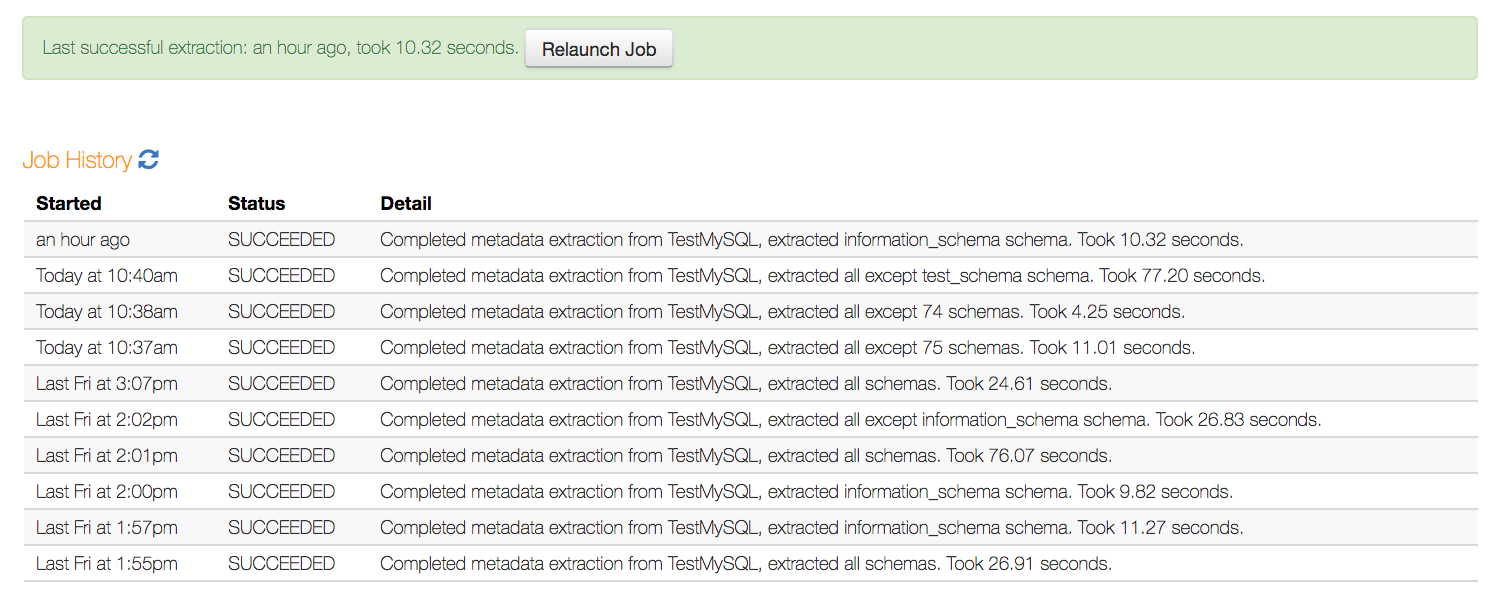 Last successful extraction: an hour ago, took 10.32 seconds. Relaunch Job
Job History
Started Status Detail
an hour ago SUCCEEDED Completed metadata extraction from TestMySQL, extracted information_schema schema. Took 10.32 seconds.
Today at 10:40am SUCCEEDED Completed metadata extraction from TestMySQL, extracted all except test_schema schema. Took 77.20 seconds.
Today at 10:38am SUCCEEDED Completed metadata extraction from TestMySQL, extracted all except 74 schemas. Took 4.25 seconds.
Today at 10:37am SUCCEEDED Completed metadata extraction from TestMySQL, extracted all except 75 schemas. Took 11.01 seconds.
Last Fri at 3:07pm SUCCEEDED Completed metadata extraction from TestMySQL, extracted all schemas. Took 24.61 seconds.
Last Fri at 2:02pm SUCCEEDED Completed metadata extraction from TestMySQL, extracted all except information_schema schema. Took 26.83 seconds.
Last Fri at 2:01pm SUCCEEDED Completed metadata extraction from TestMySQL, extracted all schemas. Took 76.07 seconds.
Last Fri at 2:00pm SUCCEEDED Completed metadata extraction from TestMySQL, extracted information_schema schema. Took 9.82 seconds.
Last Fri at 1:57pm SUCCEEDED Completed metadata extraction from TestMySQL, extracted information_schema schema. Took 11.27 seconds.
Last Fri at 1:55pm SUCCEEDED Completed metadata extraction from TestMySQL, extracted all schemas. Took 26.91 seconds.